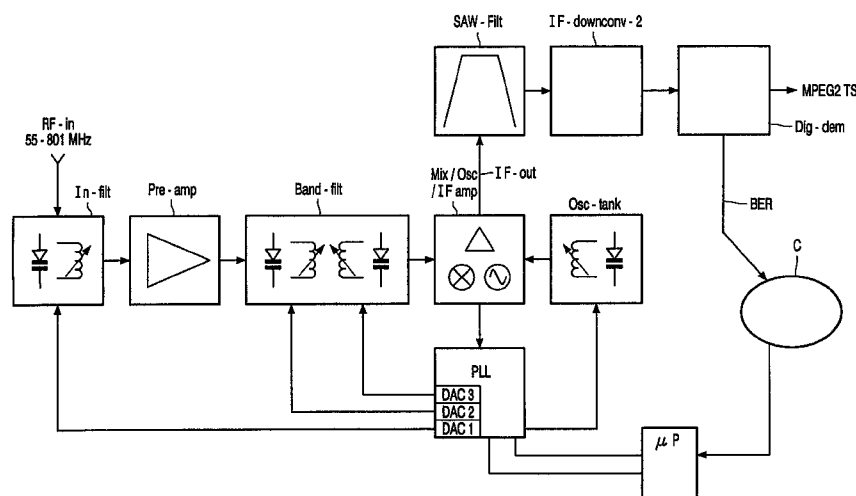 SAW - Filt
IF - downconv - 2
MPEG2 TS
Dig - dem
RF - in
55 - 801 MHz
In - filt
Pre - amp
Band - filt
Mix / Osc
/ IF amp
IF - out
Osc - tank
BER
C
PLL
DAC 3
DAC 2
DAC 1
μP